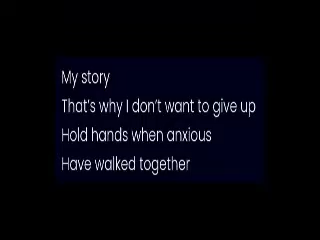 My story
That's why I don't want to give up
Hold hands when anxious
Have walked together